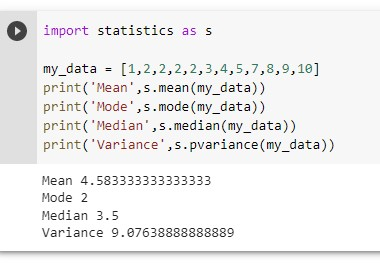 import statistics as s
my_data = [1,2,2,2,2,3,4,5,7,8,9,10]
print('Mean',s.mean(my_data))
print('Mode',s.mode(my_data))
print('Median',s.median(my_data))
print('Variance',s.pvariance(my_data))
Mean 4.583333333333333
Mode 2
Median 3.5
Variance 9.07638888888889